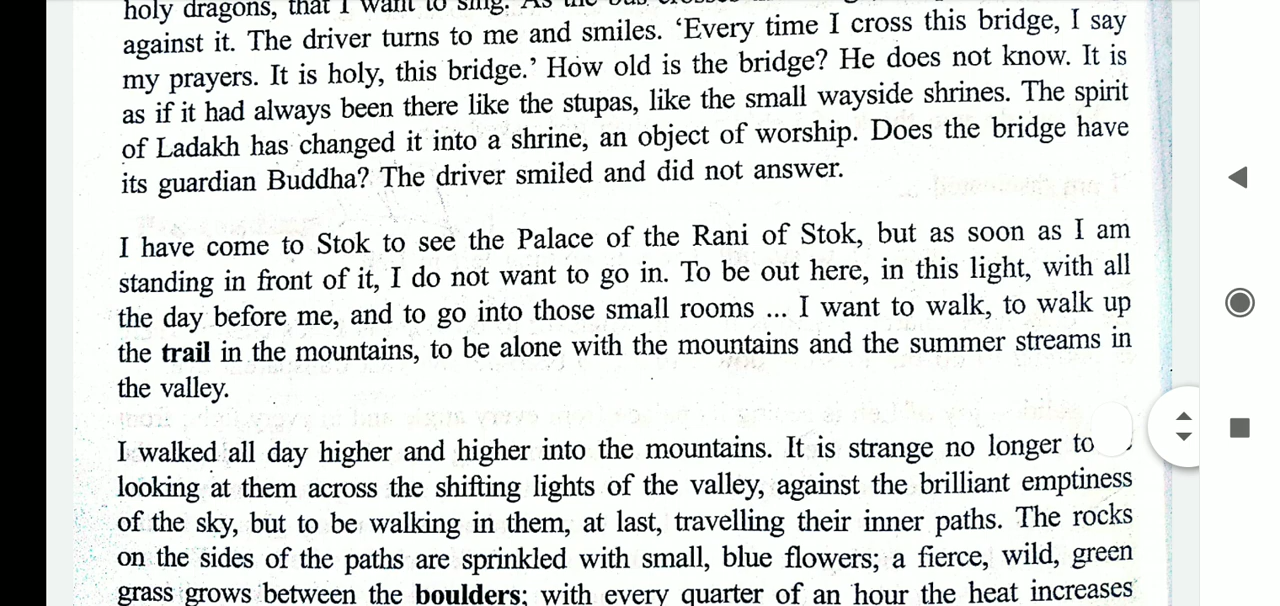 holy dragons, that I want to sing. As the bus crosses
against it. The driver turns to me and smiles. ‘Every time I cross this bridge, I say
my prayers. It is holy, this bridge.’ How old is the bridge? He does not know. It is
as if it had always been there like the stupas, like the small wayside shrines. The spirit
of Ladakh has changed it into a shrine, an object of worship. Does the bridge have
its guardian Buddha? The driver smiled and did not answer.
I have come to Stok to see the Palace of the Rani of Stok, but as soon as I am
standing in front of it, I do not want to go in. To be out here, in this light, with all
the day before me, and to go into those small rooms ... I want to walk, to walk up
the trail in the mountains, to be alone with the mountains and the summer streams in
the valley.
I walked all day higher and higher into the mountains. It is strange no longer to
looking at them across the shifting lights of the valley, against the brilliant emptiness
of the sky, but to be walking in them, at last, travelling their inner paths. The rocks
on the sides of the paths are sprinkled with small, blue flowers; a fierce, wild, green
grass grows between the boulders; with every quarter of an hour the heat increases